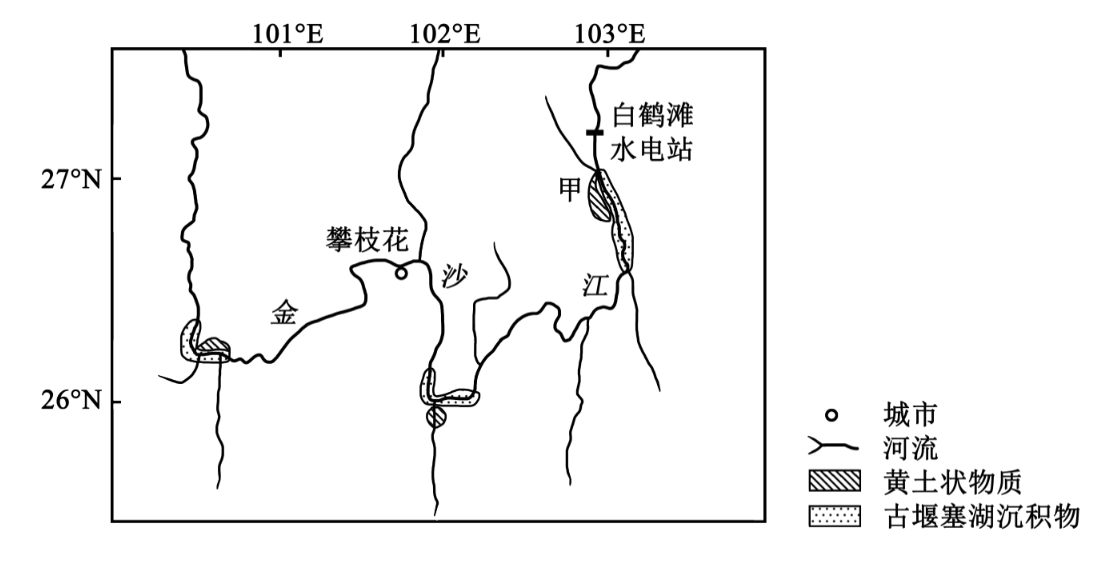 101°E 102°E 103°E
白鹤滩
水电站
27°N
甲
攀枝花
金 沙 江
26°N
城市
河流
黄土状物质
古堰塞湖沉积物